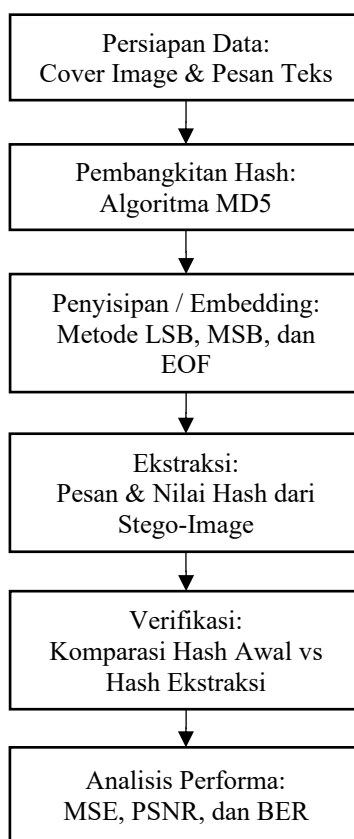 Persiapan Data:
Cover Image & Pesan Teks
Pembangkitan Hash:
Algoritma MD5
Penyisipan / Embedding:
Metode LSB, MSB, dan
EOF
Ekstraksi:
Pesan & Nilai Hash dari
Stego-Image
Verifikasi:
Komparasi Hash Awal vs
Hash Ekstraksi
Analisis Performa:
MSE, PSNR, dan BER